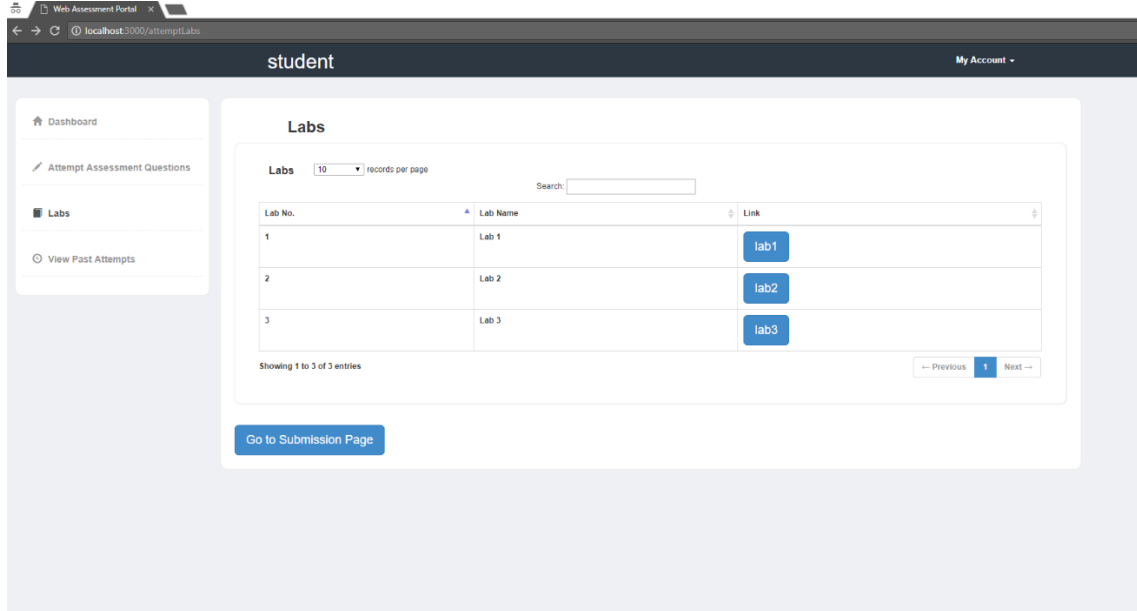 Web Assessment Portal
localhost:3000/attemptLabs
student
My Account
Dashboard
Attempt Assessment Questions
Labs
View Past Attempts
Labs
Labs 10 records per page
Search:
Lab No. Lab Name Link
1 Lab 1 lab1
2 Lab 2 lab2
3 Lab 3 lab3
Showing 1 to 3 of 3 entries
← Previous 1 Next →
Go to Submission Page